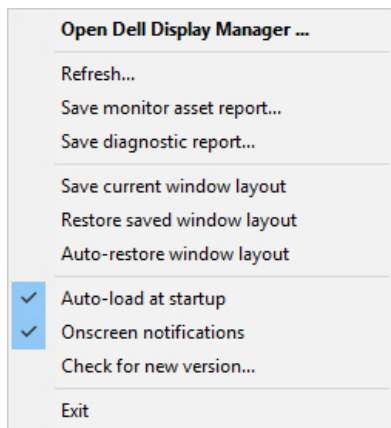 Open Dell Display Manager ...
Refresh...
Save monitor asset report...
Save diagnostic report...
Save current window layout
Restore saved window layout
Auto-restore window layout
Auto-load at startup
Onscreen notifications
Check for new version...
Exit